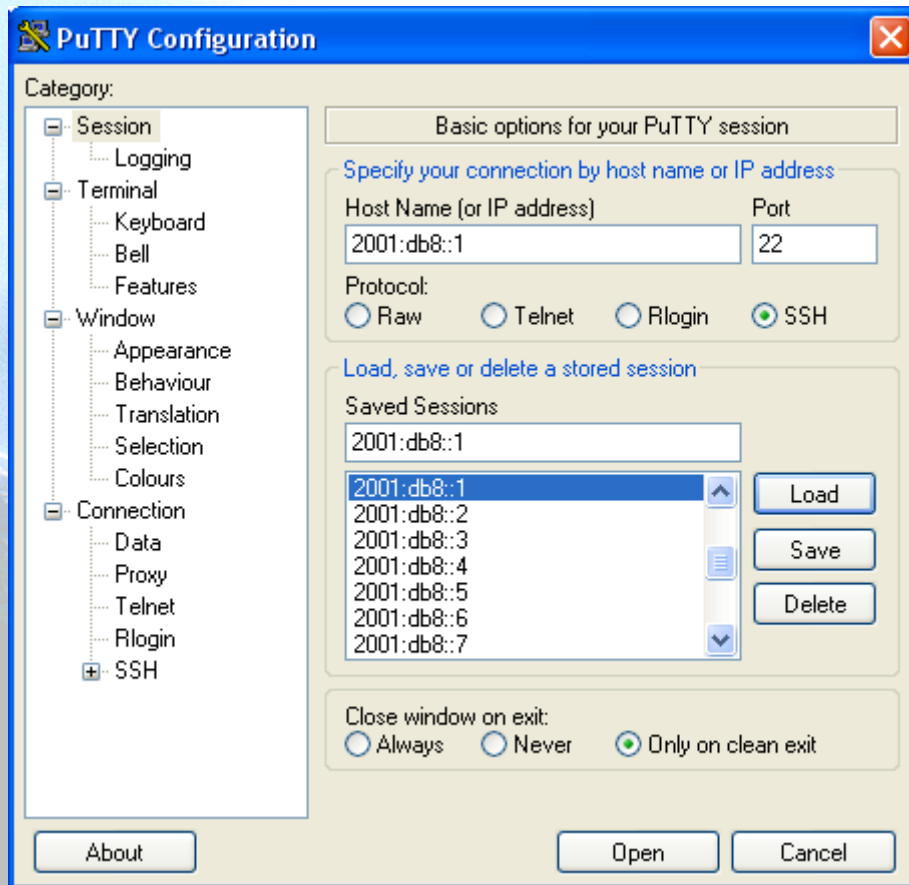 PuTTY Configuration
Category:
Session
Logging
Terminal
Keyboard
Bell
Features
Window
Appearance
Behaviour
Translation
Selection
Colours
Connection
Data
Proxy
Telnet
Rlogin
SSH
Basic options for your PuTTY session
Specify your connection by host name or IP address
Host Name (or IP address) Port
2001:db8::1 22
Protocol:
Raw Telnet Rlogin SSH
Load, save or delete a stored session
Saved Sessions
2001:db8::1
2001:db8::1
2001:db8::2
2001:db8::3
2001:db8::4
2001:db8::5
2001:db8::6
2001:db8::7
Load
Save
Delete
Close window on exit:
Always Never Only on clean exit
About Open Cancel